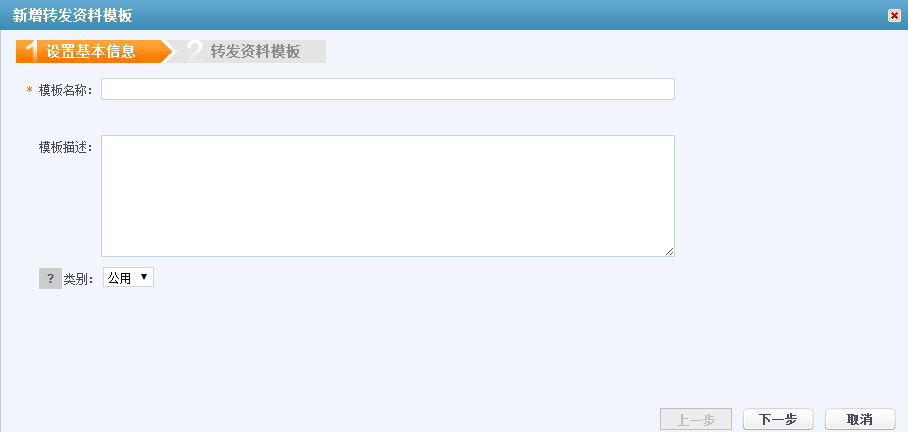 新增转发资料模板
1 设置基本信息 2 转发资料模板
* 模板名称：
模板描述：
? 类别： 公用
上一步 下一步 取消